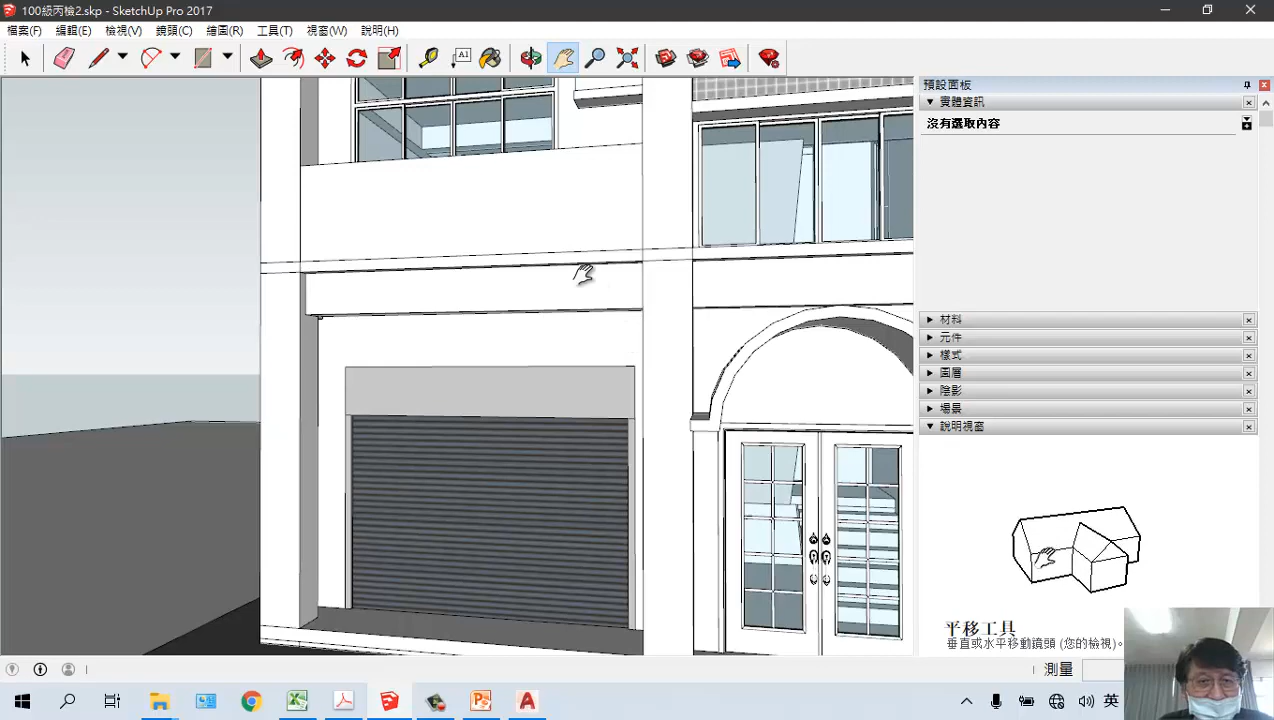 100級丙檢2.skp - SketchUp Pro 2017
檔案(F) 編輯(E) 檢視(V) 鏡頭(C) 繪圖(R) 工具(T) 視窗(W) 說明(H)
A1
預設面板
實體資訊
沒有選取內容
材料
元件
樣式
圖層
陰影
場景
說明視窗
平移工具
垂直或水平移動鏡頭 (您的檢視)。
測量
英